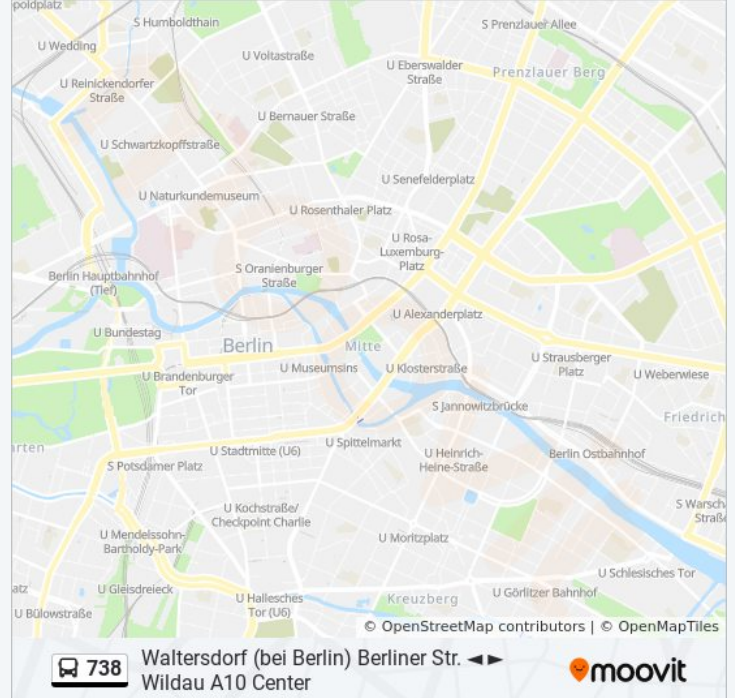 poldplatz
S Humboldthain
S Prenzlauer Allee
U Wedding
U Voltastraße
U Eberswalder
Straße
Prenzlauer Berg
U Reinickendorfer
Straße
U Bernauer Straße
U Schwartzkopffstraße
U Senefelderplatz
U Naturkundemuseum
U Rosenthaler Platz
U Rosa-
Luxemburg-
Platz
S Oranienburger
Straße
Berlin Hauptbahnhof
(Tief)
U Alexanderplatz
U Bundestag
Berlin
Mitte
U Strausberger
Platz
U Museumsins
U Klosterstraße
U Weberwiese
U Brandenburger
Tor
S Jannowitzbrücke
Friedrich
U Spittelmarkt
arten
U Stadtmitte (U6)
U Heinrich-
Heine-Straße
Berlin Ostbahnhof
S Potsdamer Platz
S Warsch
Straße
U Kochstraße/
Checkpoint Charlie
U Mendelssohn-
Bartholdy-Park
U Moritzplatz
U Schlesisches Tor
atz
U Gleisdreieck
U Hallesches
Tor (U6)
Kreuzberg
U Görlitzer Bahnhof
U Bülowstraße
© OpenStreetMap contributors | © OpenMapTiles
738
Waltersdorf (bei Berlin) Berliner Str. ◄►
Wildau A10 Center
moovit